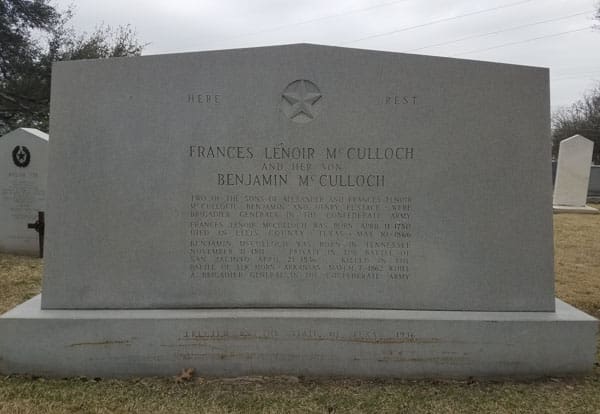 HERE REST
FRANCES LENOIR McCULLOCH
AND HER SON
BENJAMIN McCULLOCH
TWO OF THE SONS OF ALEXANDER AND FRANCES LENOIR
McCULLOCH, BENJAMIN AND HENRY EUSTACE, WERE
BRIGADIER GENERALS IN THE CONFEDERATE ARMY
FRANCES LENOIR McCULLOCH WAS BORN APRIL 11, 1780
DIED IN ELLIS COUNTY, TEXAS, MAY 10, 1866
BENJAMIN McCULLOCH WAS BORN IN TENNESSEE
NOVEMBER 11, 1811 PRIVATE IN THE BATTLE OF
SAN JACINTO APRIL 21, 1836 KILLED IN THE
BATTLE OF ELK HORN, ARKANSAS, MARCH 7, 1862 WHILE
A BRIGADIER GENERAL IN THE CONFEDERATE ARMY
ERECTED BY THE STATE OF TEXAS 1936